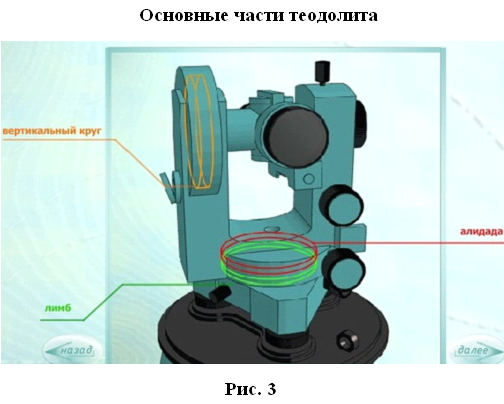 Основные части теодолита
вертикальный круг
алидада
лимб
назад
далее
Рис. 3